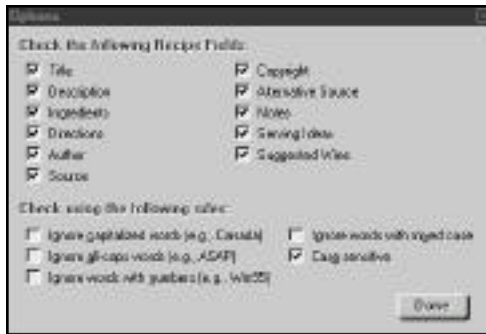 Options
Check the following Recipe Fields:
Title
Description
Ingredients
Directions
Author
Source
Copyright
Alternative Source
Notes
Serving Ideas
Suggested Wine
Check using the following rules:
Ignore capitalized words (e.g., Canada)
Ignore all-caps words (e.g., ASAP)
Ignore words with numbers (e.g., Win95)
Ignore words with mixed case
Case sensitive
Done